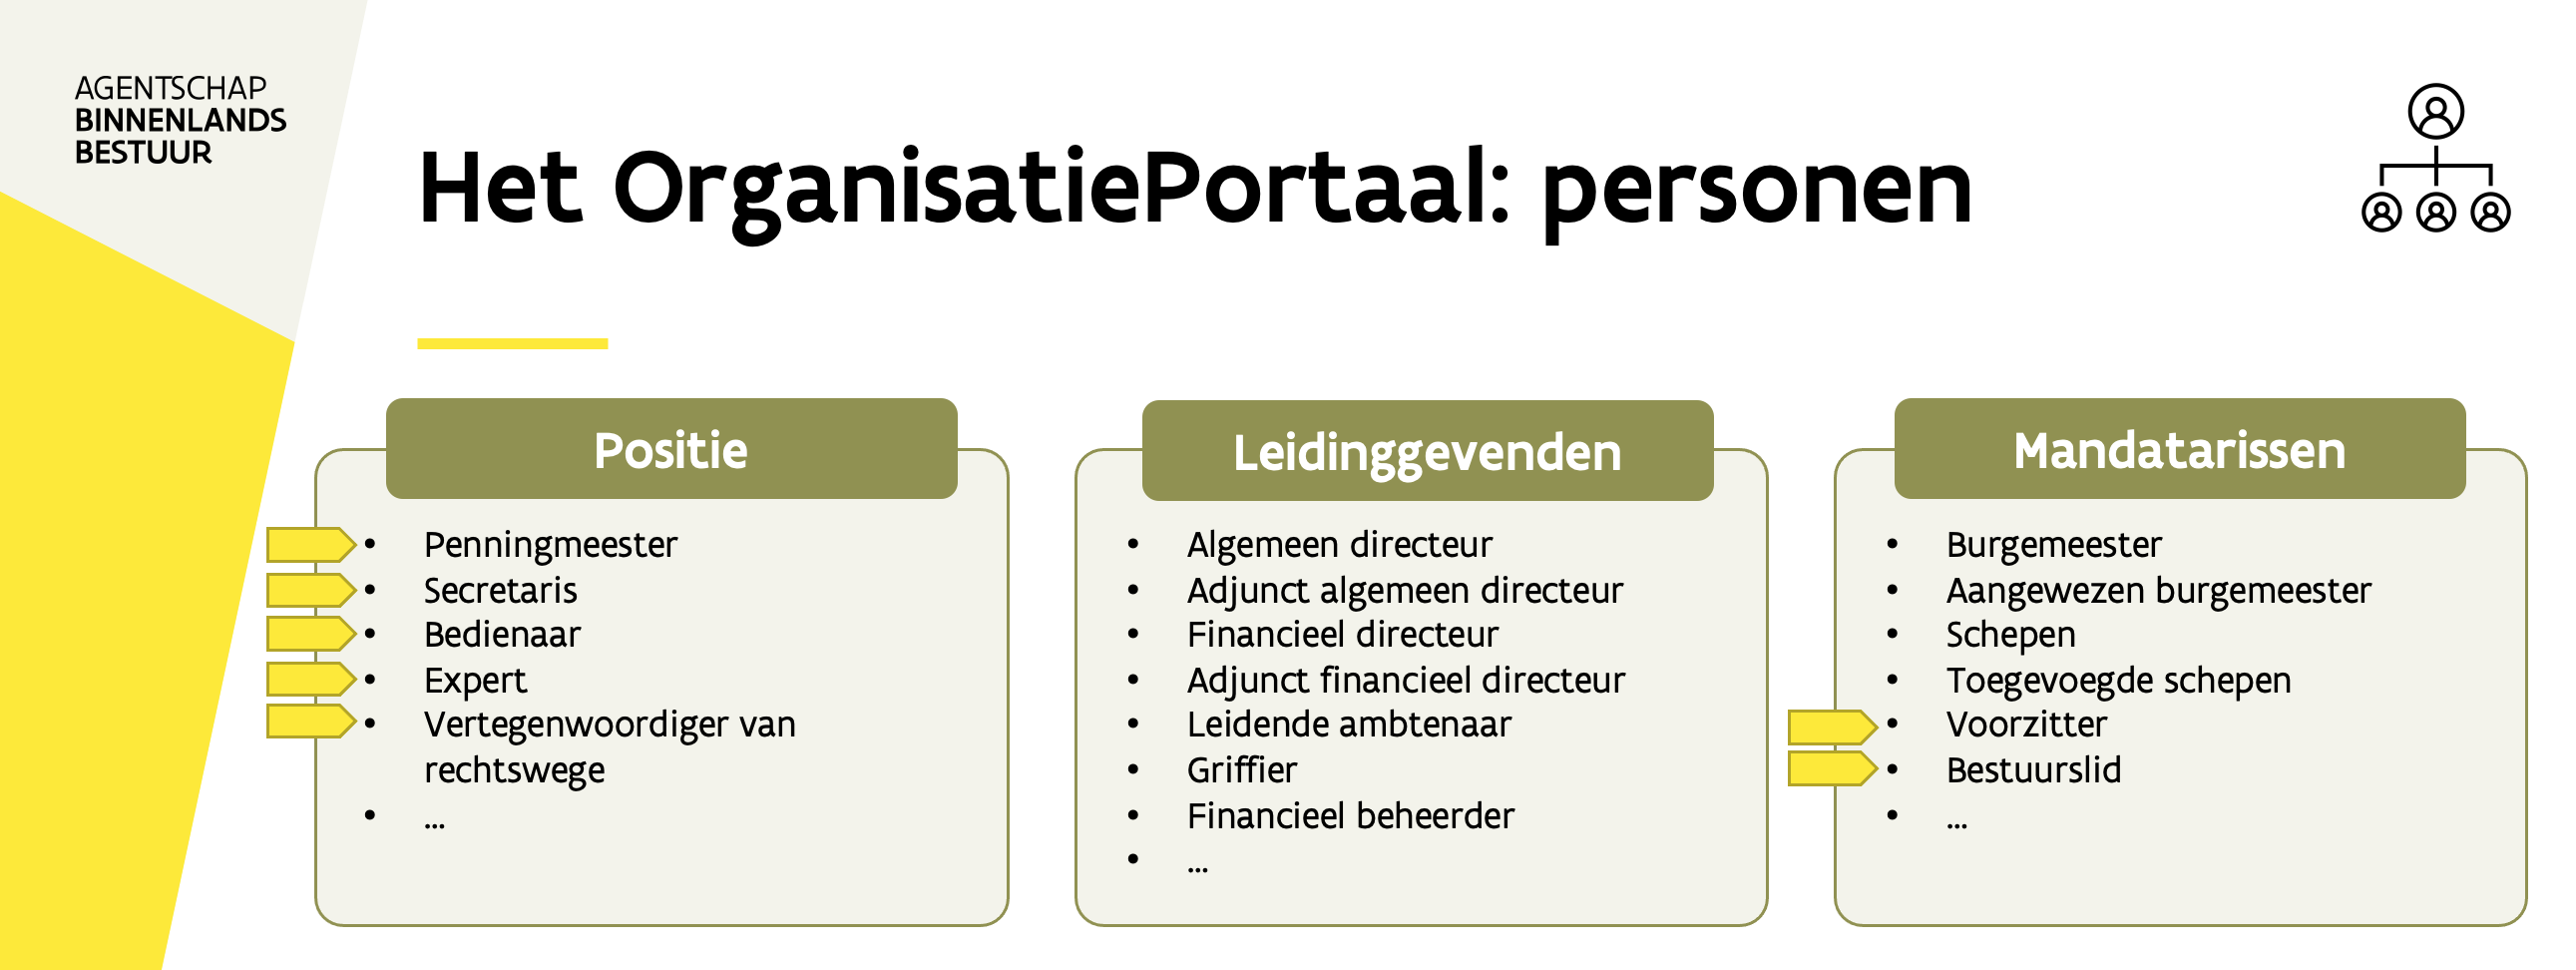 AGENTSCHAP
BINNENLANDS
BESTUUR
Het OrganisatiePortaal: personen
Positie
• Penningmeester
• Secretaris
• Bedienaar
• Expert
• Vertegenwoordiger van
rechtswege
• ...
Leidinggevenden
• Algemeen directeur
• Adjunct algemeen directeur
• Financieel directeur
• Adjunct financieel directeur
• Leidende ambtenaar
• Griffier
• Financieel beheerder
• ...
Mandatarissen
• Burgemeester
• Aangewezen burgemeester
• Schepen
• Toegevoegde schepen
• Voorzitter
• Bestuurslid
• ...